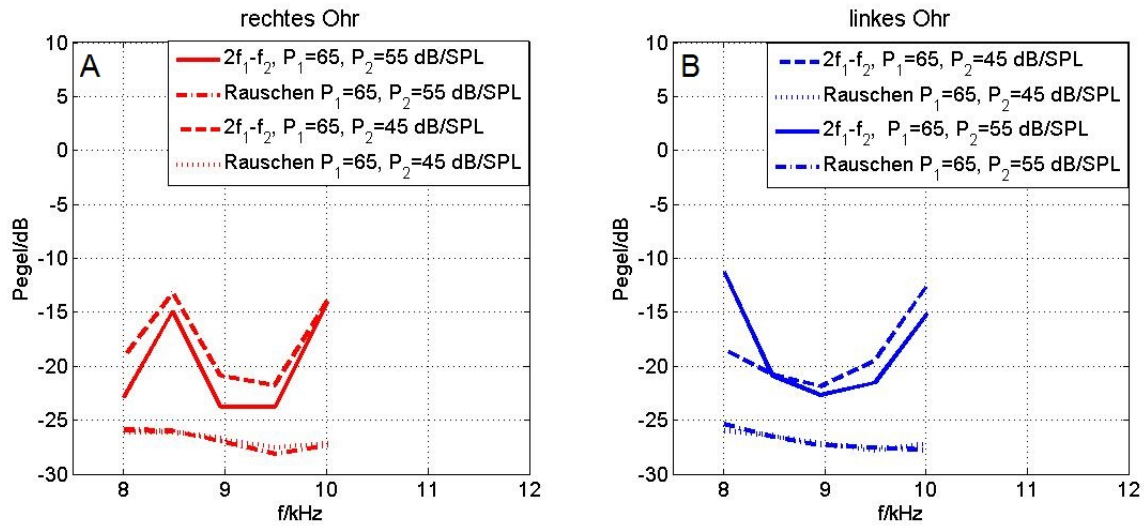 rechtes Ohr
A
2f₁-f₂, P₁=65, P₂=55 dB/SPL
Rauschen P₁=65, P₂=55 dB/SPL
2f₁-f₂, P₁=65, P₂=45 dB/SPL
Rauschen P₁=65, P₂=45 dB/SPL
Pegel/dB
10
5
0
-5
-10
-15
-20
-25
-30
8 9 10 11 12
f/kHz
linkes Ohr
B
2f₁-f₂, P₁=65, P₂=45 dB/SPL
Rauschen P₁=65, P₂=45 dB/SPL
2f₁-f₂, P₁=65, P₂=55 dB/SPL
Rauschen P₁=65, P₂=55 dB/SPL
Pegel/dB
10
5
0
-5
-10
-15
-20
-25
-30
8 9 10 11 12
f/kHz